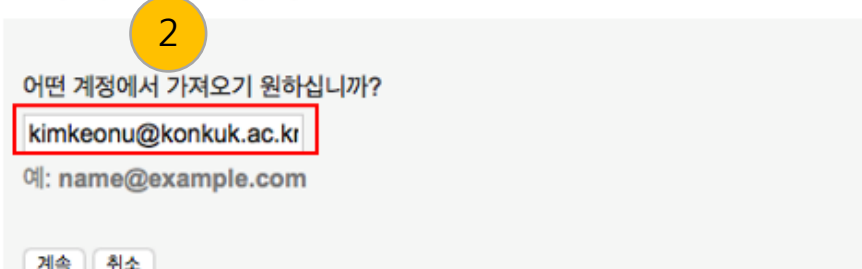 2
어떤 계정에서 가져오기 원하십니까?
kimkeonu@konkuk.ac.kr
예: name@example.com
계속 취소